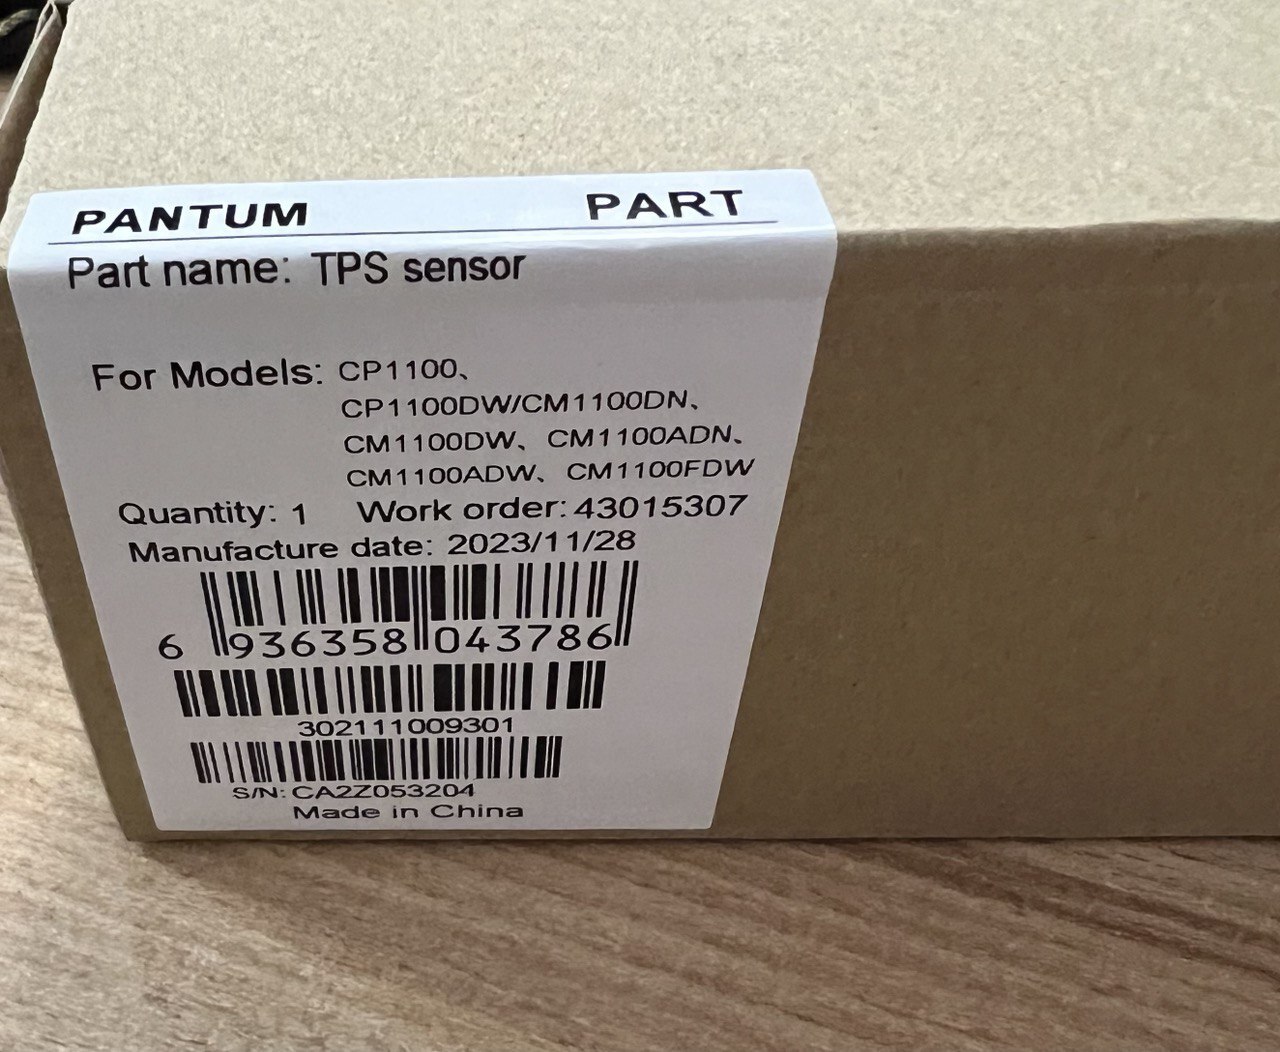 PANTUM PART
Part name: TPS sensor
For Models: CP1100、
CP1100DW/CM1100DN、
CM1100DW、CM1100ADN、
CM1100ADW、CM1100FDW
Quantity: 1 Work order: 43015307
Manufacture date: 2023/11/28
6 936358 043786
302111009301
S/N: CA2Z053204
Made in China